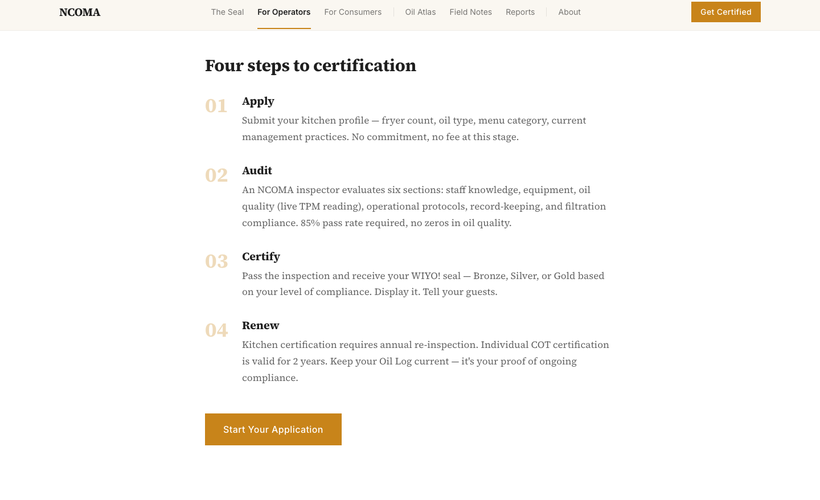 NCOMA
The Seal
For Operators
For Consumers
Oil Atlas
Field Notes
Reports
About
Get Certified
Four steps to certification
01
Apply
Submit your kitchen profile — fryer count, oil type, menu category, current
management practices. No commitment, no fee at this stage.
02
Audit
An NCOMA inspector evaluates six sections: staff knowledge, equipment, oil
quality (live TPM reading), operational protocols, record-keeping, and filtration
compliance. 85% pass rate required, no zeros in oil quality.
03
Certify
Pass the inspection and receive your WIYO! seal — Bronze, Silver, or Gold based
on your level of compliance. Display it. Tell your guests.
04
Renew
Kitchen certification requires annual re-inspection. Individual COT certification
is valid for 2 years. Keep your Oil Log current — it's your proof of ongoing
compliance.
Start Your Application